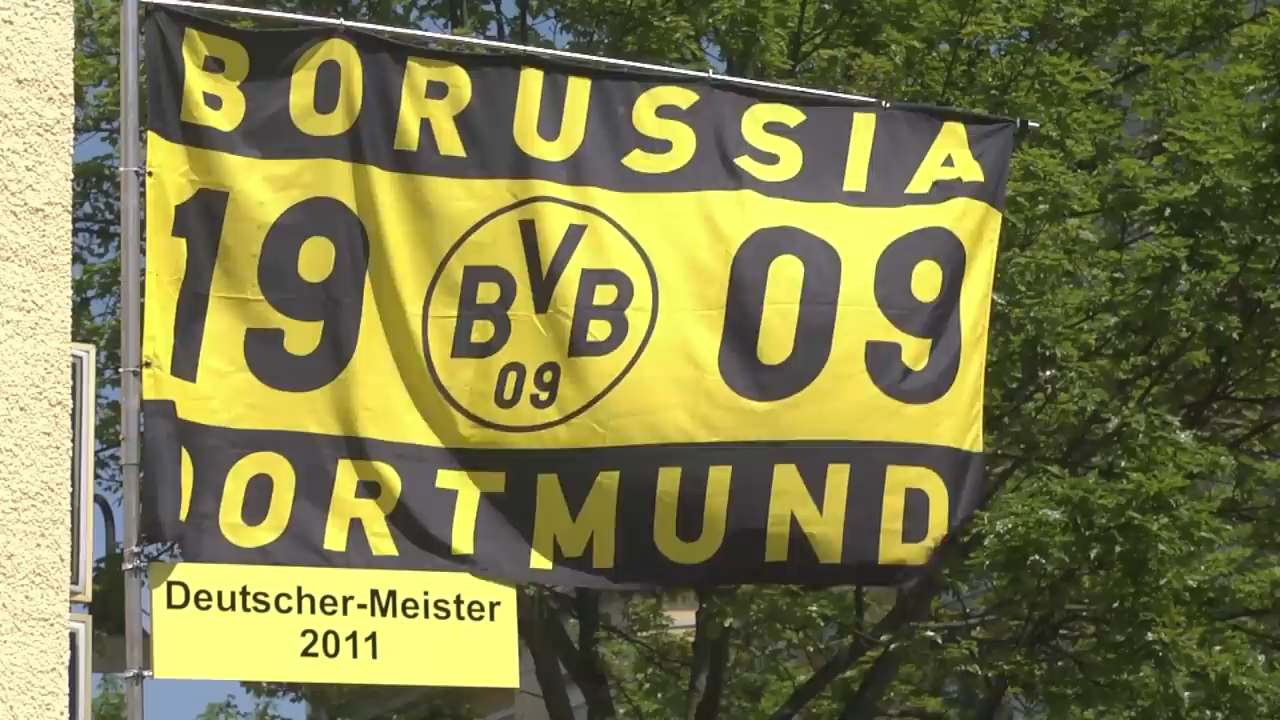 BORUSSIA
19 BVB 09
09
DORTMUND
Deutscher-Meister
2011